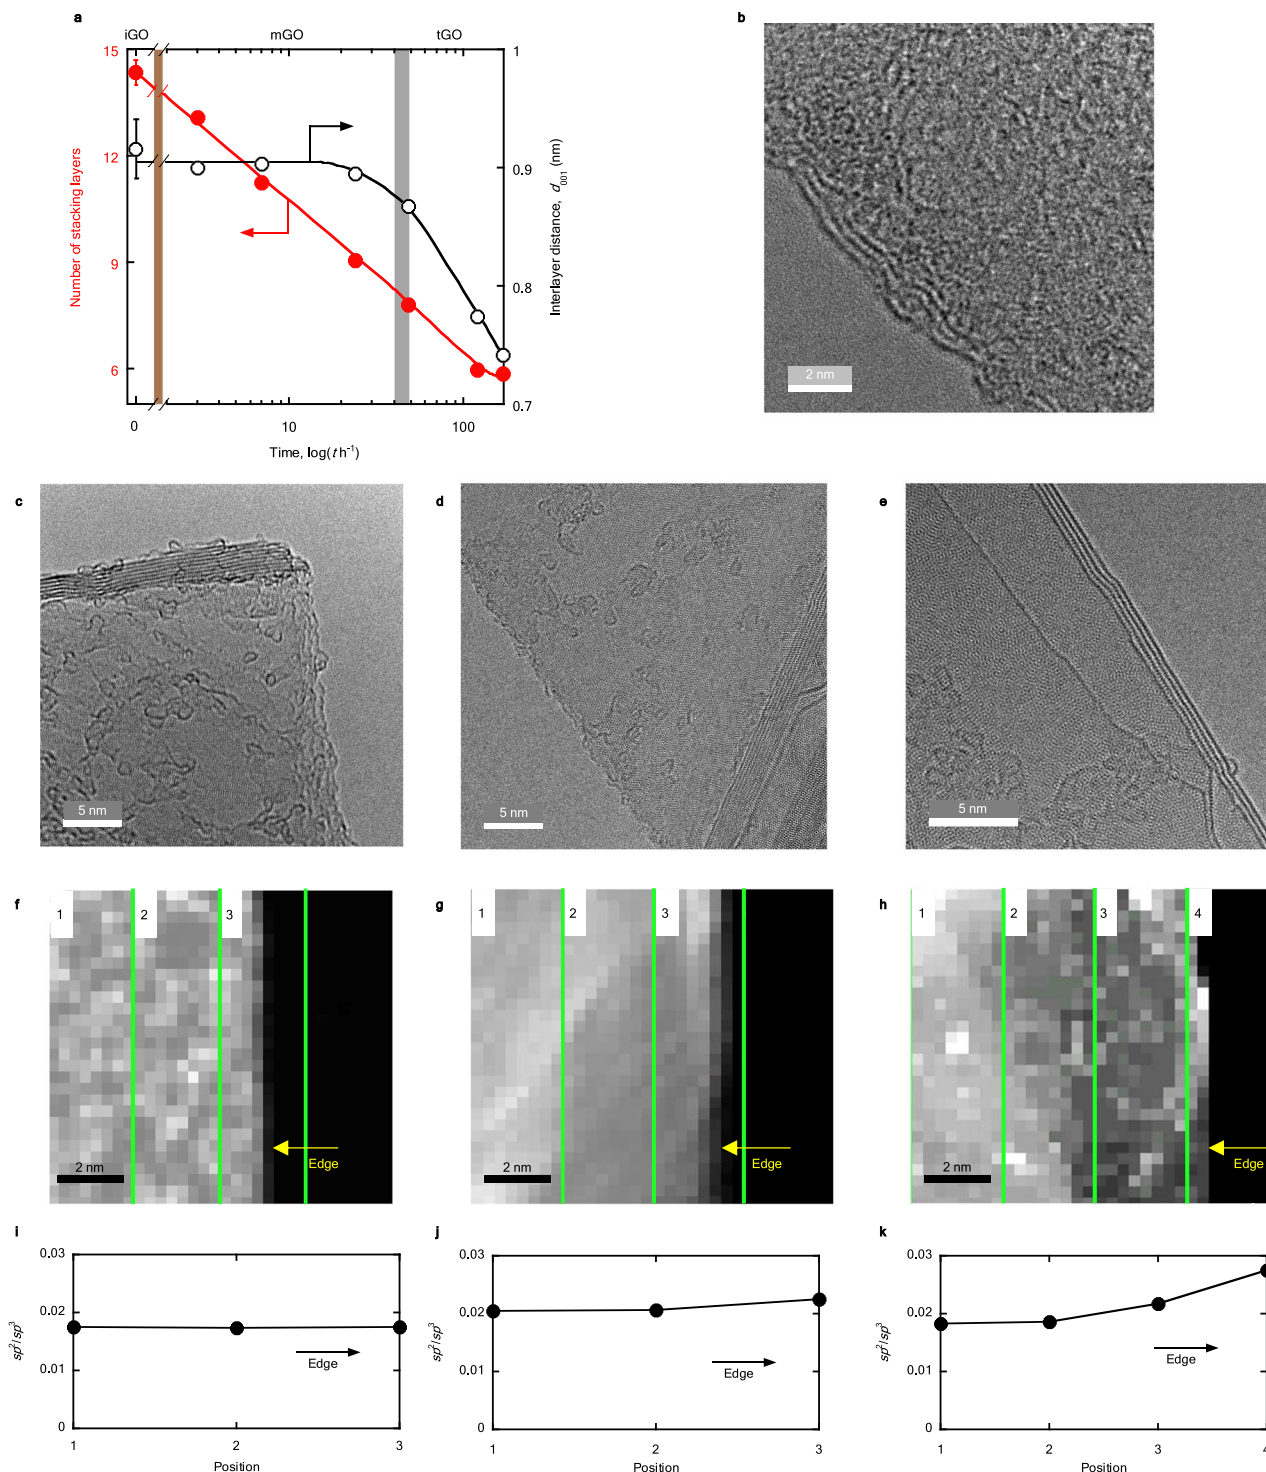 a
iGO mGO tGO
15
12
9
6
Number of stacking layers
1
0.9
0.8
0.7
Interlayer distance, d001 (nm)
0 10 100
Time, log(t h-1)
b
2 nm
c
5 nm
d
5 nm
e
5 nm
f
1 2 3
Edge
2 nm
g
1 2 3
Edge
2 nm
h
1 2 3 4
Edge
2 nm
i
0.03
0.02
0.01
0
sp2/sp3
Edge
1 2 3
Position
j
0.03
0.02
0.01
0
sp2/sp3
Edge
1 2 3
Position
k
0.03
0.02
0.01
0
sp2/sp3
Edge
1 2 3 4
Position